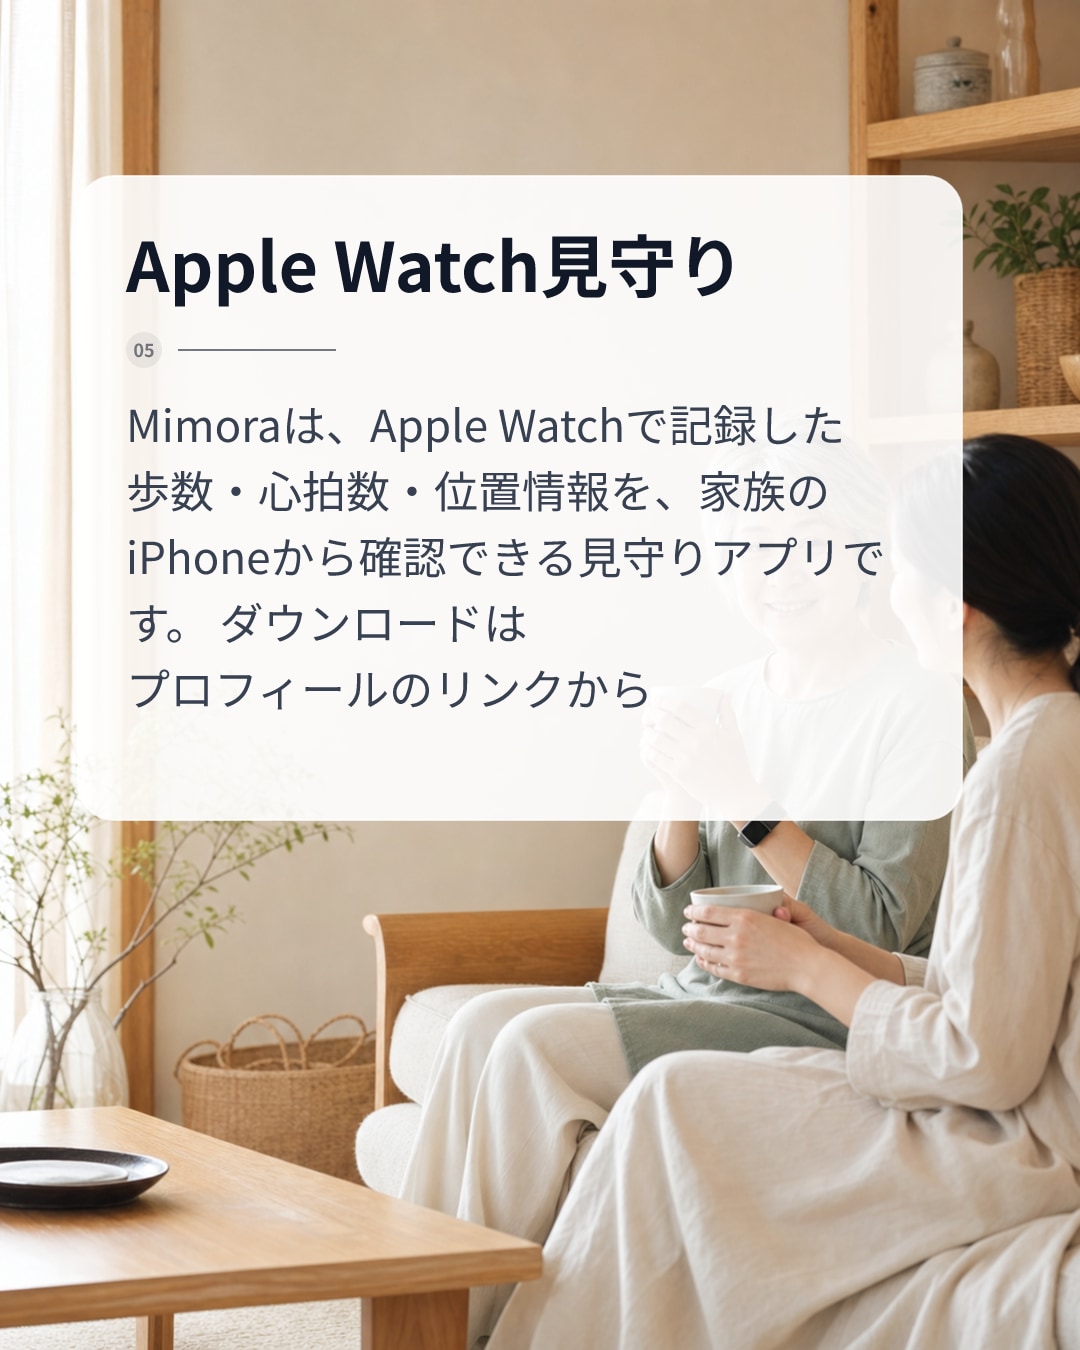 Apple Watch見守り
05
Mimoraは、Apple Watchで記録した
歩数・心拍数・位置情報を、家族の
iPhoneから確認できる見守りアプリで
す。 ダウンロードは
プロフィールのリンクから